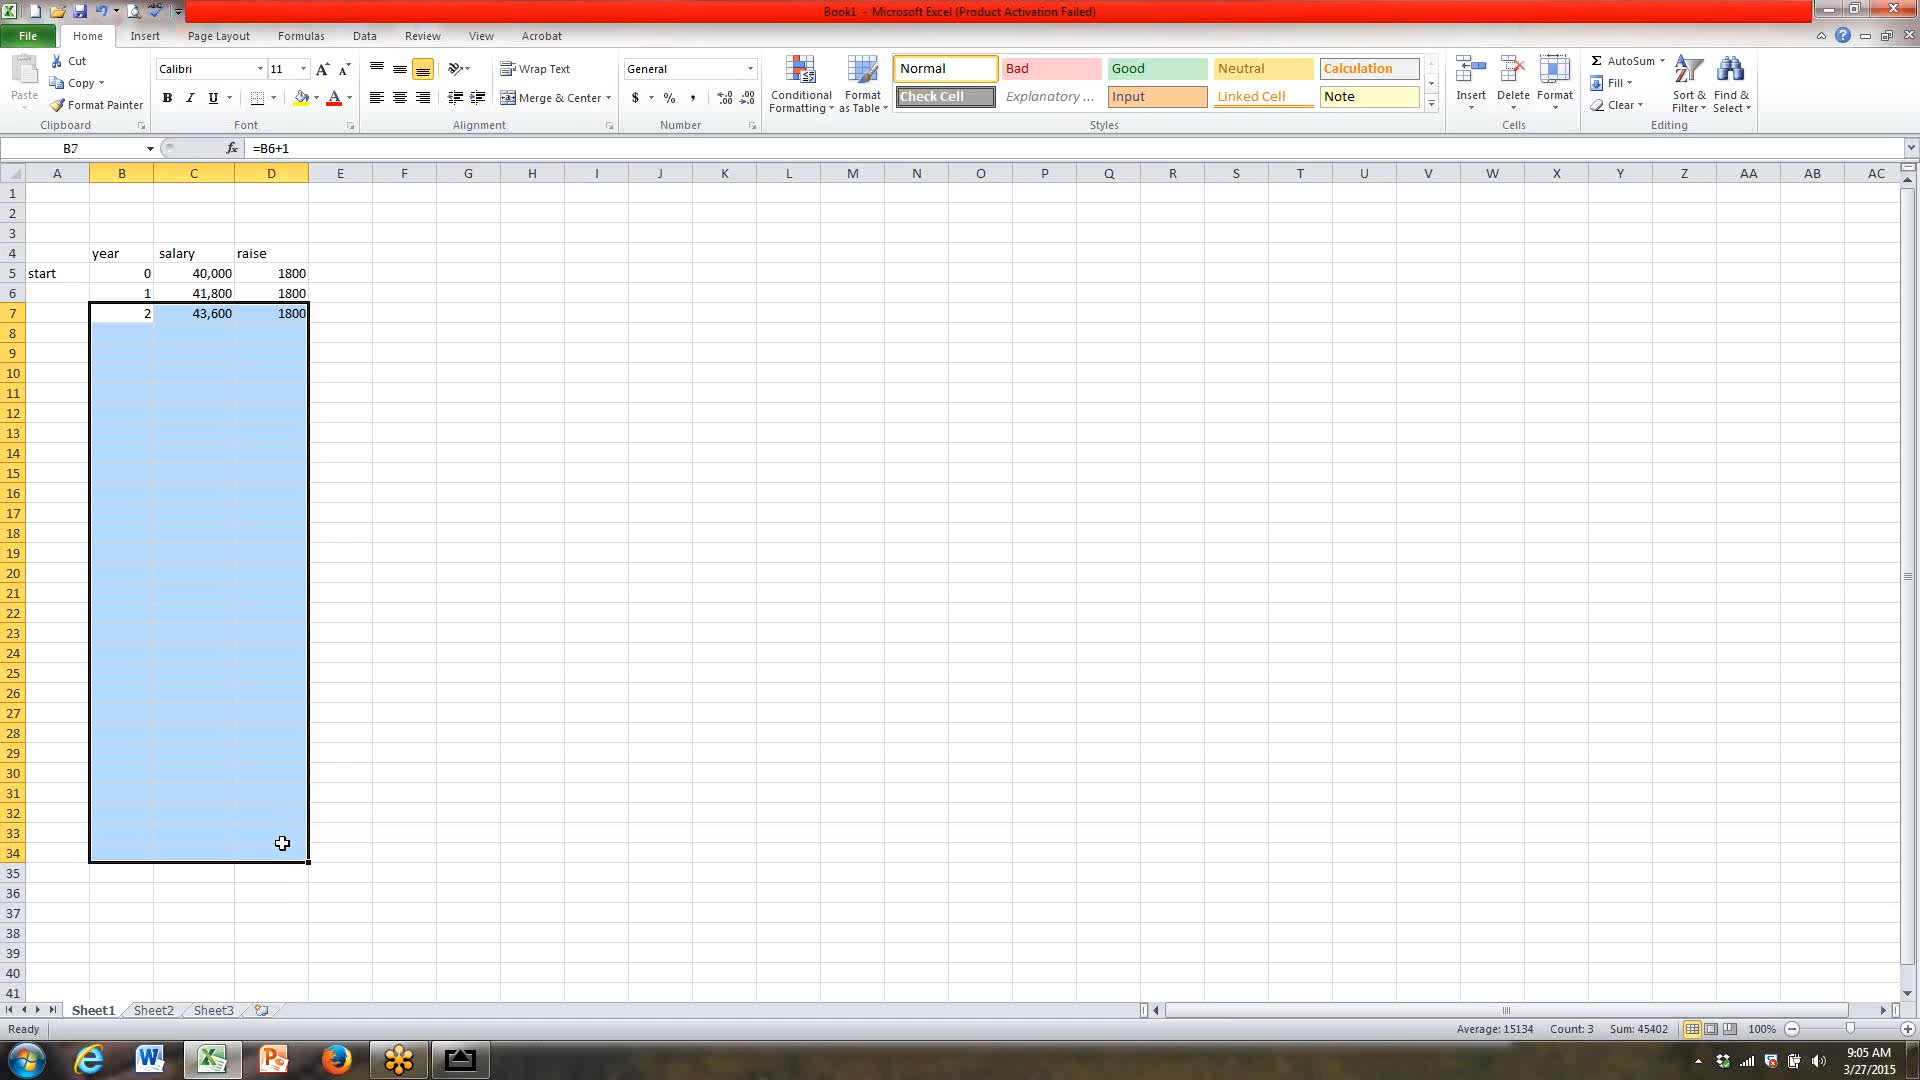 Book1 - Microsoft Excel (Product Activation Failed)
File Home Insert Page Layout Formulas Data Review View Acrobat
Paste Cut Copy Format Painter
Calibri 11
B I U
Wrap Text
Merge & Center
General
$ % ,
Conditional Formatting
Format as Table
Normal Bad Good Neutral Calculation
Check Cell Explanatory ... Input Linked Cell Note
Insert Delete Format
AutoSum
Fill
Clear
Sort & Filter
Find & Select
Clipboard Font Alignment Number Styles Cells Editing
B7 fx =B6+1
A B C D E F G H I J K L M N O P Q R S T U V W X Y Z AA AB AC
1
2
3
4 year salary raise
5 start 0 40,000 1800
6 1 41,800 1800
7 2 43,600 1800
8
9
10
11
12
13
14
15
16
17
18
19
20
21
22
23
24
25
26
27
28
29
30
31
32
33
34
35
36
37
38
39
40
41
Sheet1 Sheet2 Sheet3
Ready Average: 15134 Count: 3 Sum: 45402 100%
9:05 AM
3/27/2015